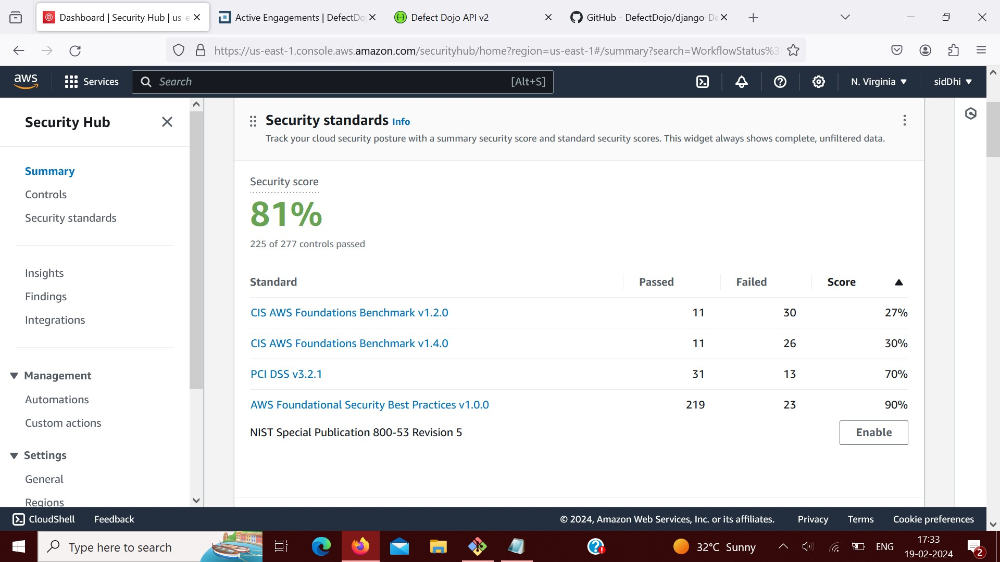 Dashboard | Security Hub | us-e
Active Engagements | DefectDo
Defect Dojo API v2
GitHub - DefectDojo/django-De
https://us-east-1.console.aws.amazon.com/securityhub/home?region=us-east-1#/summary?search=WorkflowStatus%3
aws
Services
Search
[Alt+S]
N. Virginia
sidDhi
Security Hub
Summary
Controls
Security standards
Insights
Findings
Integrations
Management
Automations
Custom actions
Settings
General
Regions
Security standards Info
Track your cloud security posture with a summary security score and standard security scores. This widget always shows complete, unfiltered data.
Security score
81%
225 of 277 controls passed
Standard Passed Failed Score
CIS AWS Foundations Benchmark v1.2.0 11 30 27%
CIS AWS Foundations Benchmark v1.4.0 11 26 30%
PCI DSS v3.2.1 31 13 70%
AWS Foundational Security Best Practices v1.0.0 219 23 90%
NIST Special Publication 800-53 Revision 5 Enable
CloudShell Feedback © 2024, Amazon Web Services, Inc. or its affiliates. Privacy Terms Cookie preferences
Type here to search
32°C Sunny
ENG
17:33
19-02-2024
2